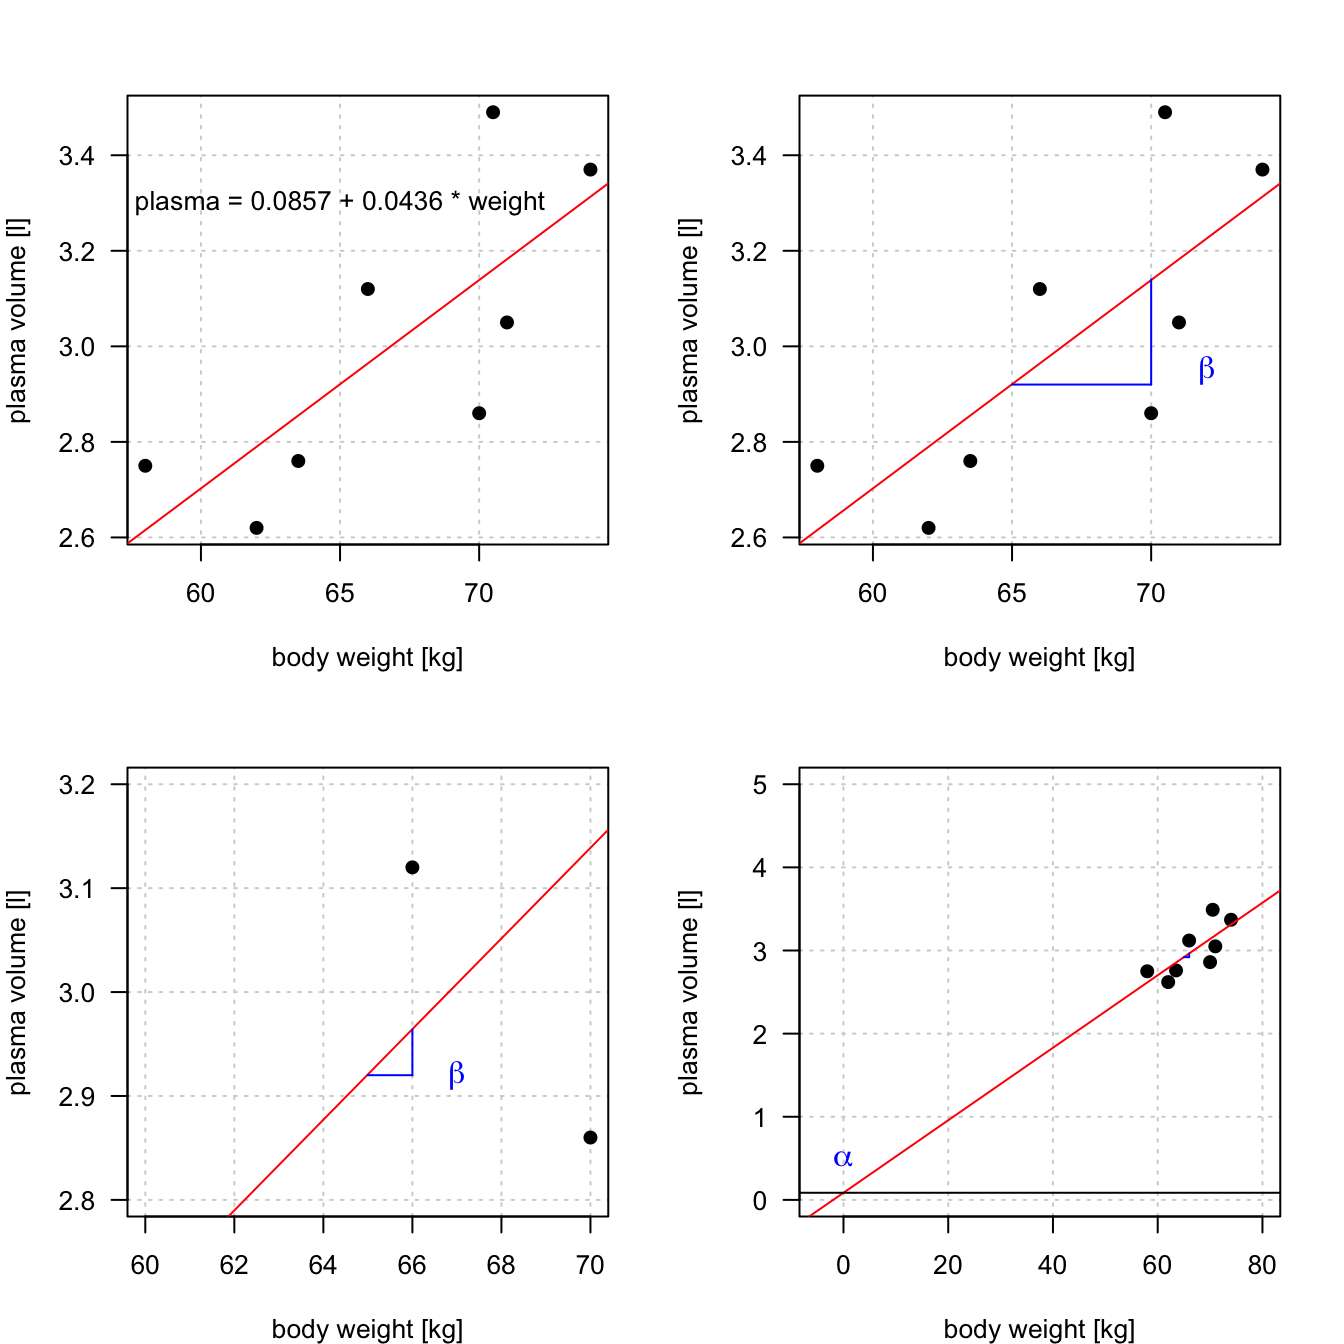 plasma volume [l]
3.4
3.2
3.0
2.8
2.6
plasma = 0.0857 + 0.0436 * weight
60 65 70
body weight [kg]
plasma volume [l]
3.4
3.2
3.0
2.8
2.6
β
60 65 70
body weight [kg]
plasma volume [l]
3.2
3.1
3.0
2.9
2.8
β
60 62 64 66 68 70
body weight [kg]
plasma volume [l]
5
4
3
2
1
0
α
0 20 40 60 80
body weight [kg]